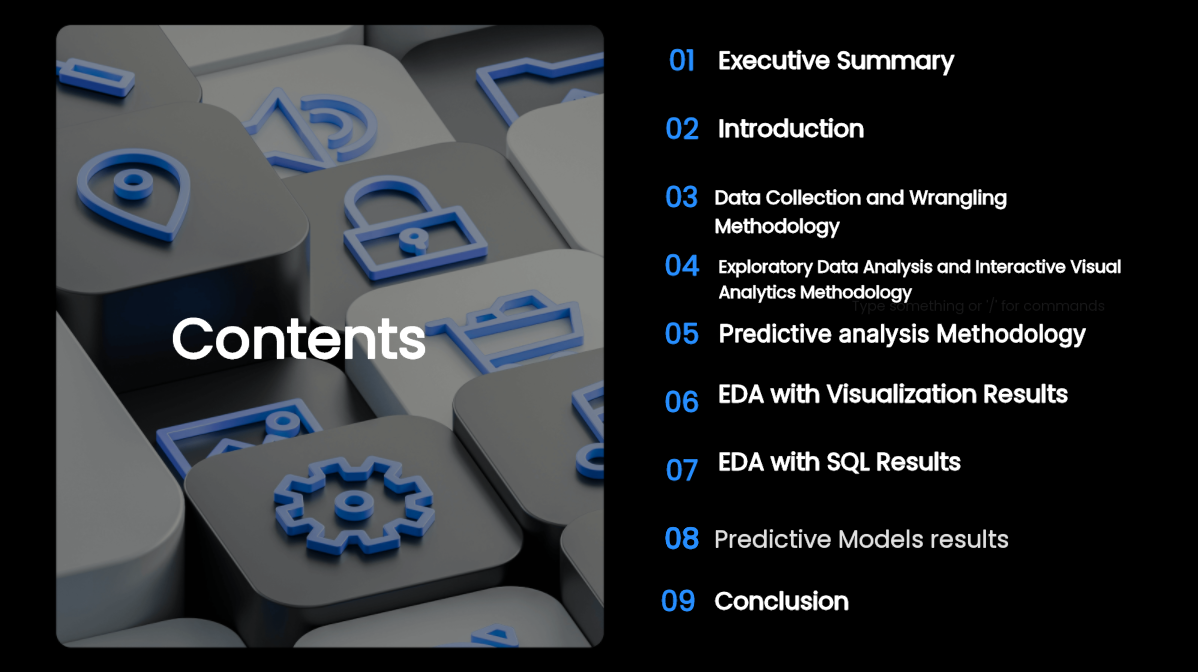 Contents
01 Executive Summary
02 Introduction
03 Data Collection and Wrangling
Methodology
04 Exploratory Data Analysis and Interactive Visual
Analytics Methodology
Type something or '/' for commands
05 Predictive analysis Methodology
06 EDA with Visualization Results
07 EDA with SQL Results
08 Predictive Models results
09 Conclusion